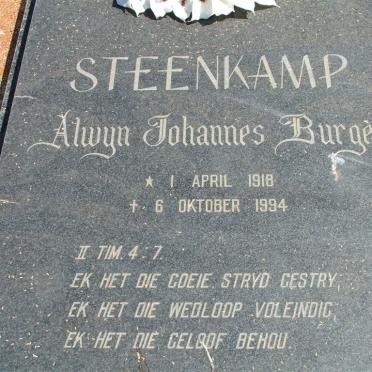 STEENKAMP
Alwyn Johannes Burge
★ 1 APRIL 1918
+ 6 OKTOBER 1994
II TIM. 4 : 7.
EK HET DIE GOEIE STRYD GESTRY,
EK HET DIE WEDLOOP VOLEINDIG,
EK HET DIE GELOOF BEHOU.